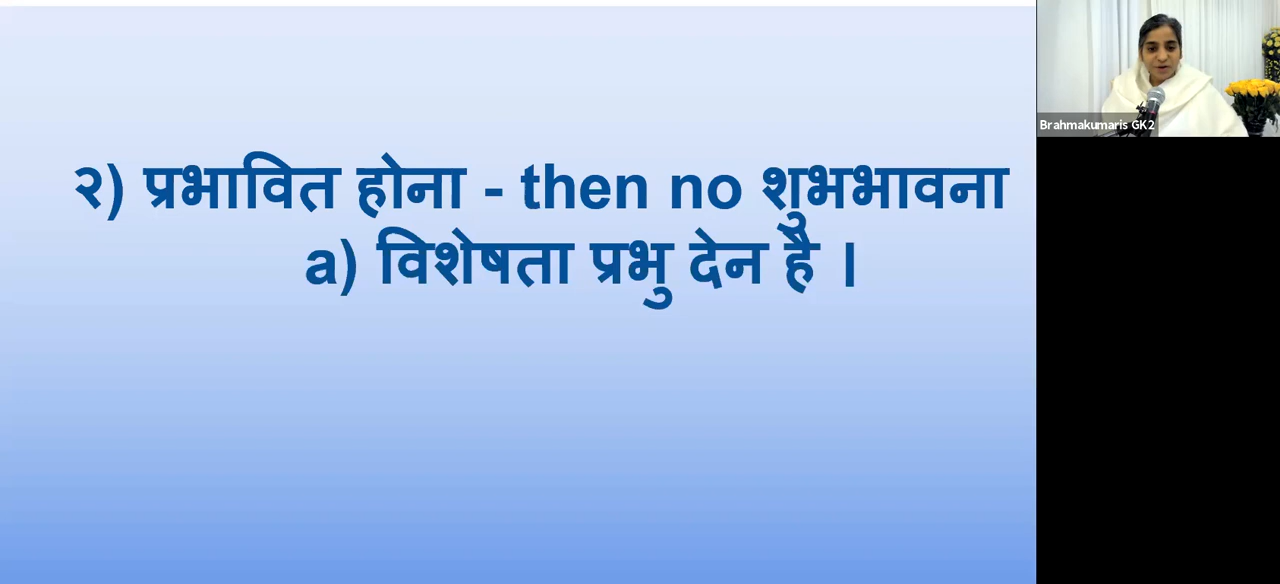 २) प्रभावित होना - then no शुभभावना
a) विशेषता प्रभु देन है ।
Brahmakumaris GK2